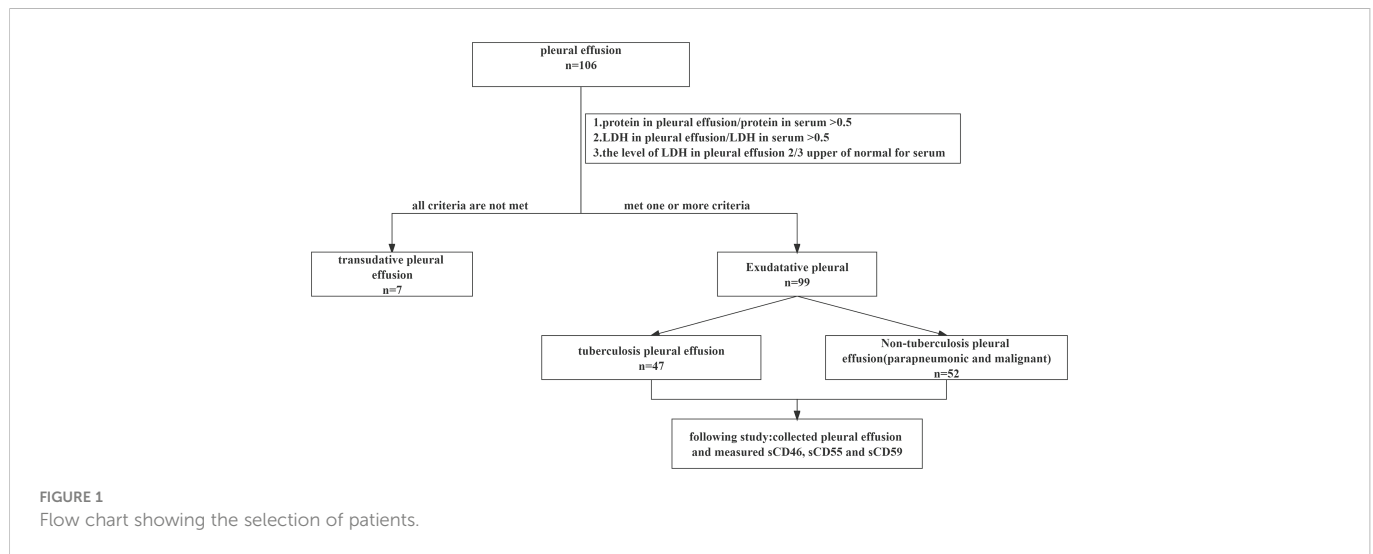 pleural effusion
n=106
1.protein in pleural effusion/protein in serum >0.5
2.LDH in pleural effusion/LDH in serum >0.5
3.the level of LDH in pleural effusion 2/3 upper of normal for serum
all criteria are not met
met one or more criteria
transudative pleural
effusion
n=7
Exudatative pleural
n=99
tuberculosis pleural effusion
n=47
Non-tuberculosis pleural
effusion(parapneumonic and malignant)
n=52
following study:collected pleural effusion
and measured sCD46, sCD55 and sCD59
FIGURE 1
Flow chart showing the selection of patients.